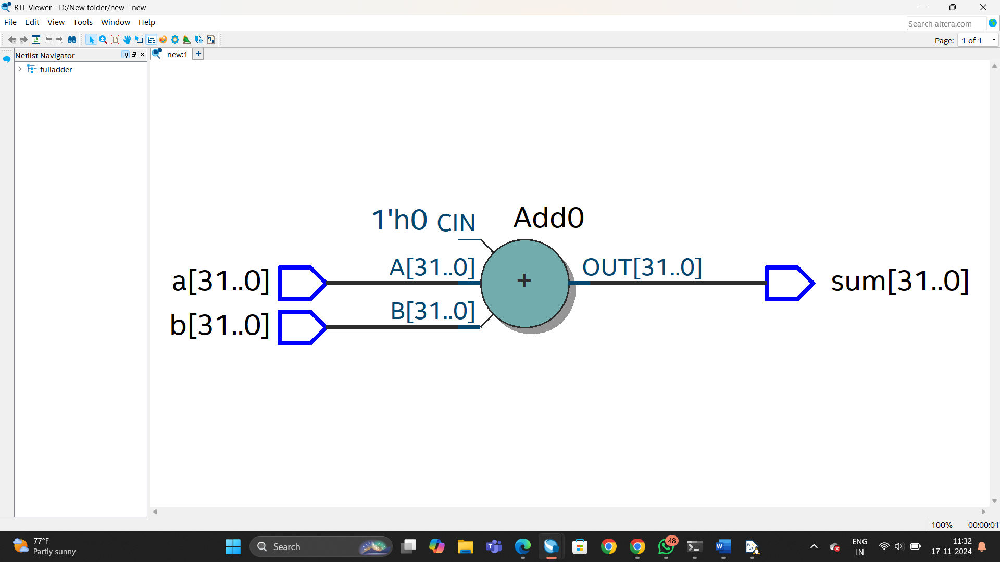 RTL Viewer - D:/New folder/new - new
File Edit View Tools Window Help
Search altera.com
Page: 1 of 1
Netlist Navigator
new:1
fulladder
1'h0 CIN
Add0
A[31..0]
OUT[31..0]
a[31..0]
+
sum[31..0]
B[31..0]
b[31..0]
100% 00:00:01
77°F
Partly sunny
Search
48
ENG
IN
11:32
17-11-2024